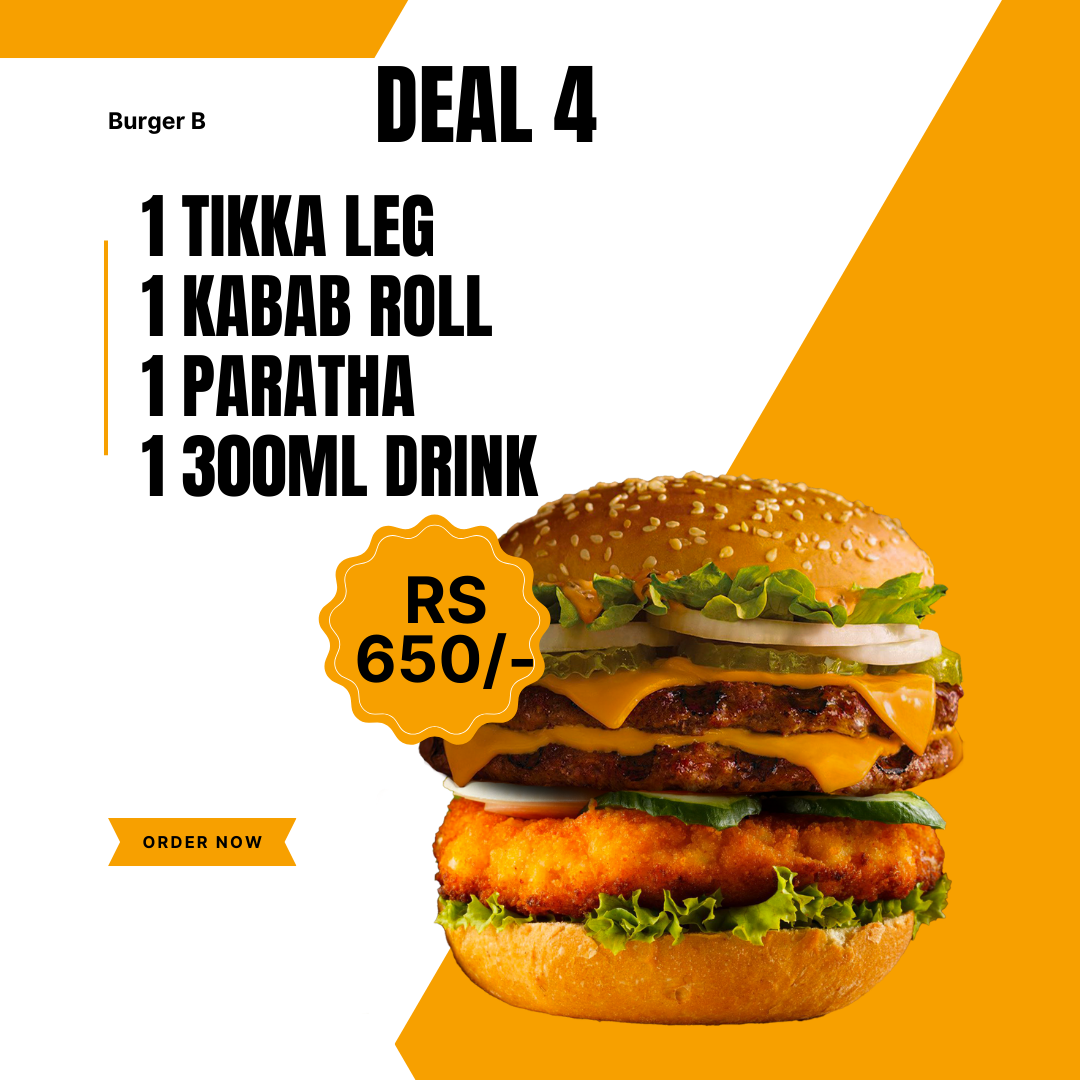 DEAL 4
Burger B
1 TIKKA LEG
1 KABAB ROLL
1 PARATHA
1 300ML DRINK
RS
650/-
ORDER NOW